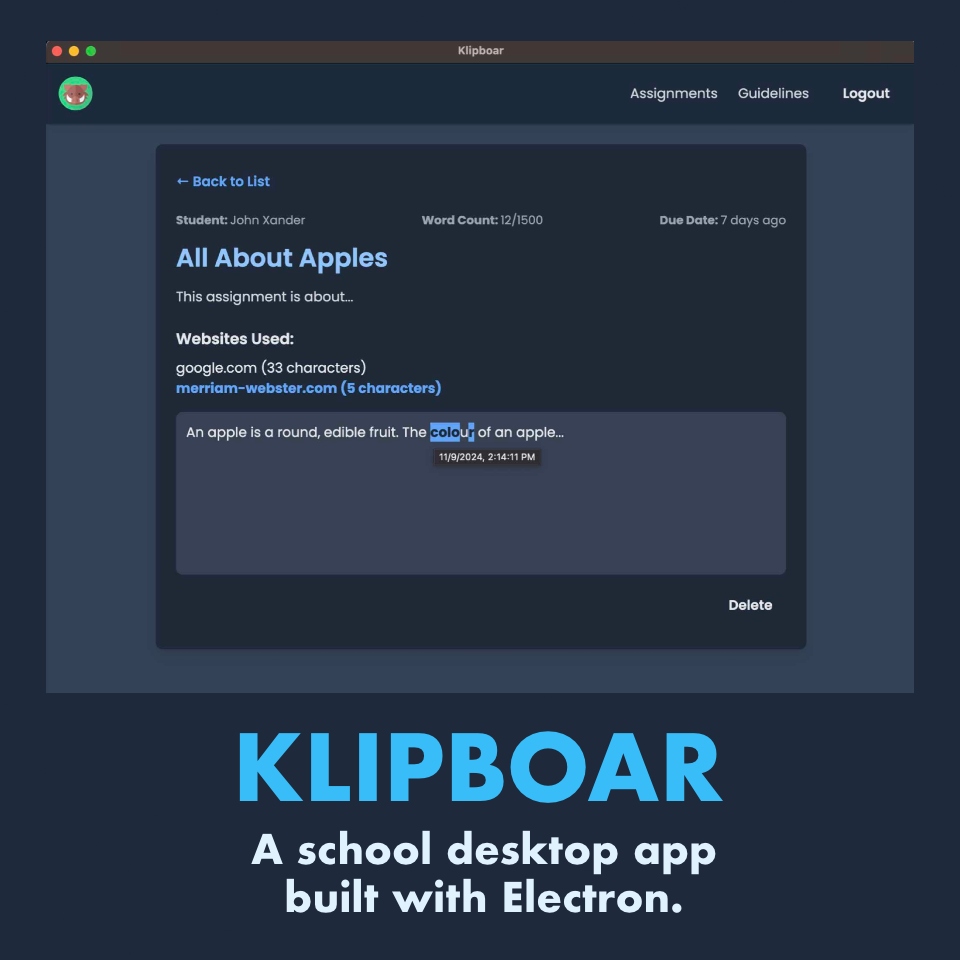 Klipboar
Assignments Guidelines Logout
← Back to List
Student: John Xander Word Count: 12/1500 Due Date: 7 days ago
All About Apples
This assignment is about...
Websites Used:
google.com (33 characters)
merriam-webster.com (5 characters)
An apple is a round, edible fruit. The colour of an apple...
11/9/2024, 2:14:11 PM
Delete
KLIPBOAR
A school desktop app
built with Electron.